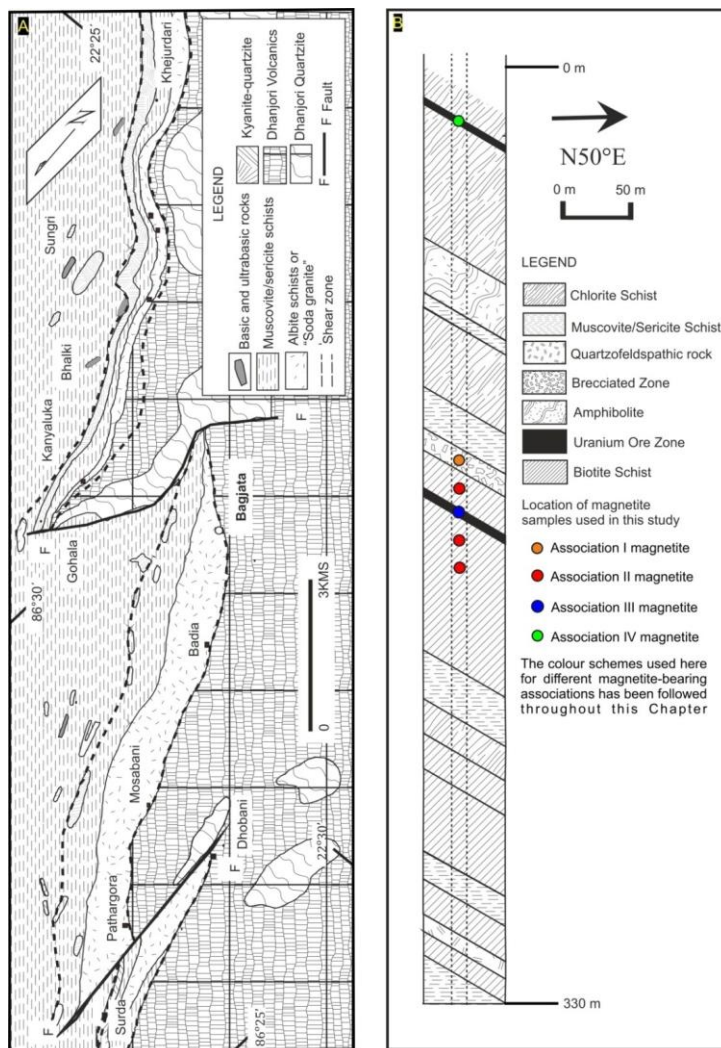 A
22°25'
Khejurdari
N
Sungri
Bhaiki
Kanyaluka
F
Gohala
86°30'
F
Bagjata
Badia
Mosabani
Pathargora
Surda
F
Dhobani
F
22°30'
86°25'
0
3KMS
LEGEND
Basic and ultrabasic rocks
Muscovite/sericite schists
Albite schists or
"Soda granite"
Shear zone
Kyanite-quartzite
Dhanjori Volcanics
Dhanjori Quartzite
F
F Fault
B
0 m
N50°E
0 m 50 m
LEGEND
Chlorite Schist
Muscovite/Sericite Schist
Quartzofeldspathic rock
Brecciated Zone
Amphibolite
Uranium Ore Zone
Biotite Schist
Location of magnetite
samples used in this study
Association I magnetite
Association II magnetite
Association III magnetite
Association IV magnetite
The colour schemes used here
for different magnetite-bearing
associations has been followed
throughout this Chapter
330 m